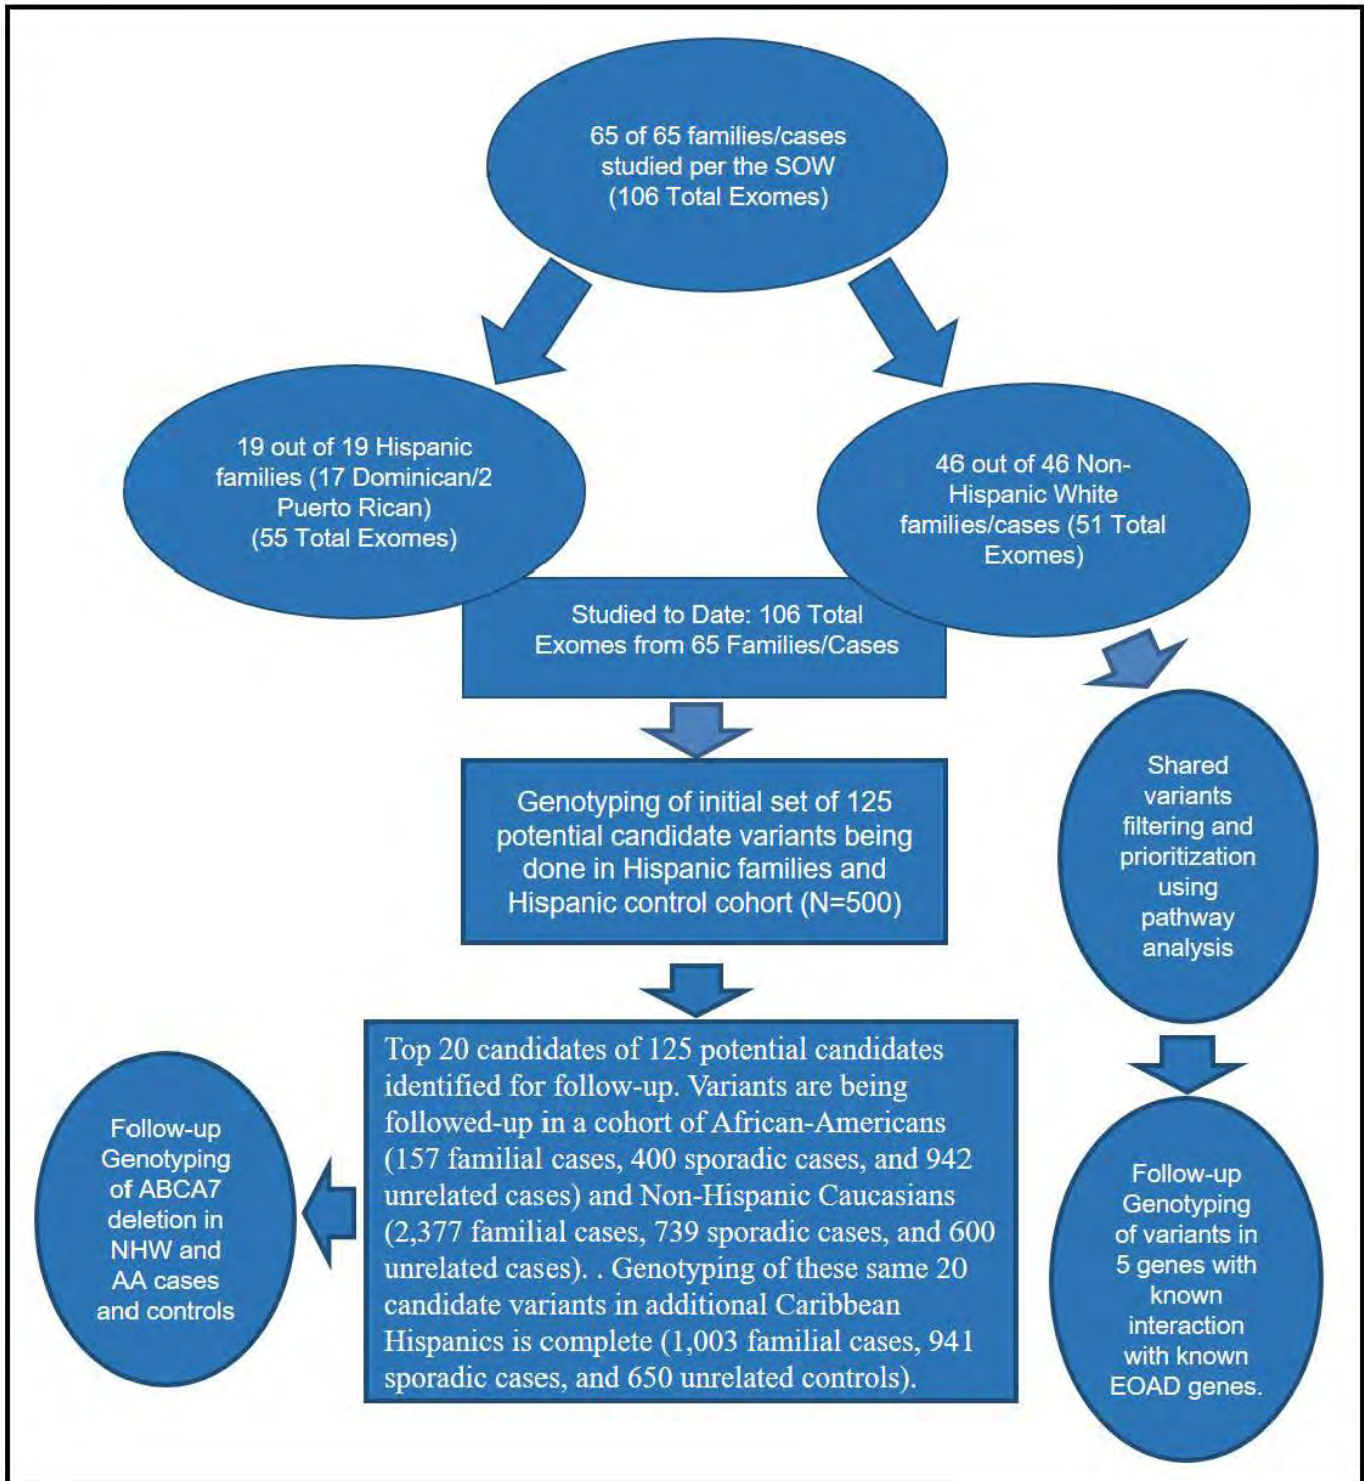 65 of 65 families/cases
studied per the SOW
(106 Total Exomes)
19 out of 19 Hispanic
families (17 Dominican/2
Puerto Rican)
(55 Total Exomes)
46 out of 46 Non-
Hispanic White
families/cases (51 Total
Exomes)
Studied to Date: 106 Total
Exomes from 65 Families/Cases
Genotyping of initial set of 125
potential candidate variants being
done in Hispanic families and
Hispanic control cohort (N=500)
Shared
variants
filtering and
prioritization
using
pathway
analysis
Top 20 candidates of 125 potential candidates
identified for follow-up. Variants are being
followed-up in a cohort of African-Americans
(157 familial cases, 400 sporadic cases, and 942
unrelated cases) and Non-Hispanic Caucasians
(2,377 familial cases, 739 sporadic cases, and 600
unrelated cases). . Genotyping of these same 20
candidate variants in additional Caribbean
Hispanics is complete (1,003 familial cases, 941
sporadic cases, and 650 unrelated controls).
Follow-up
Genotyping
of ABCA7
deletion in
NHW and
AA cases
and controls
Follow-up
Genotyping
of variants in
5 genes with
known
interaction
with known
EOAD genes.